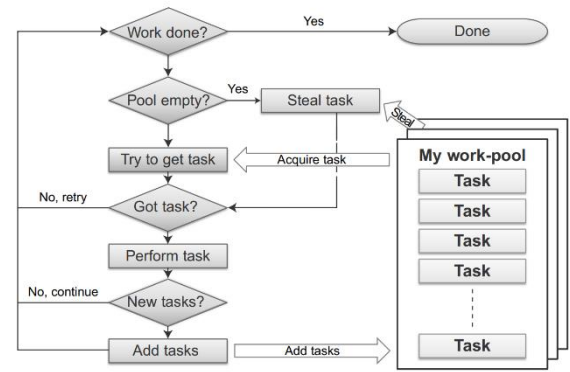 Work done?
Yes
Done
Pool empty?
Yes
Steal task
Steal
Try to get task
Acquire task
My work-pool
Task
Task
Task
Task
Task
No, retry
Got task?
Perform task
No, continue
New tasks?
Add tasks
Add tasks